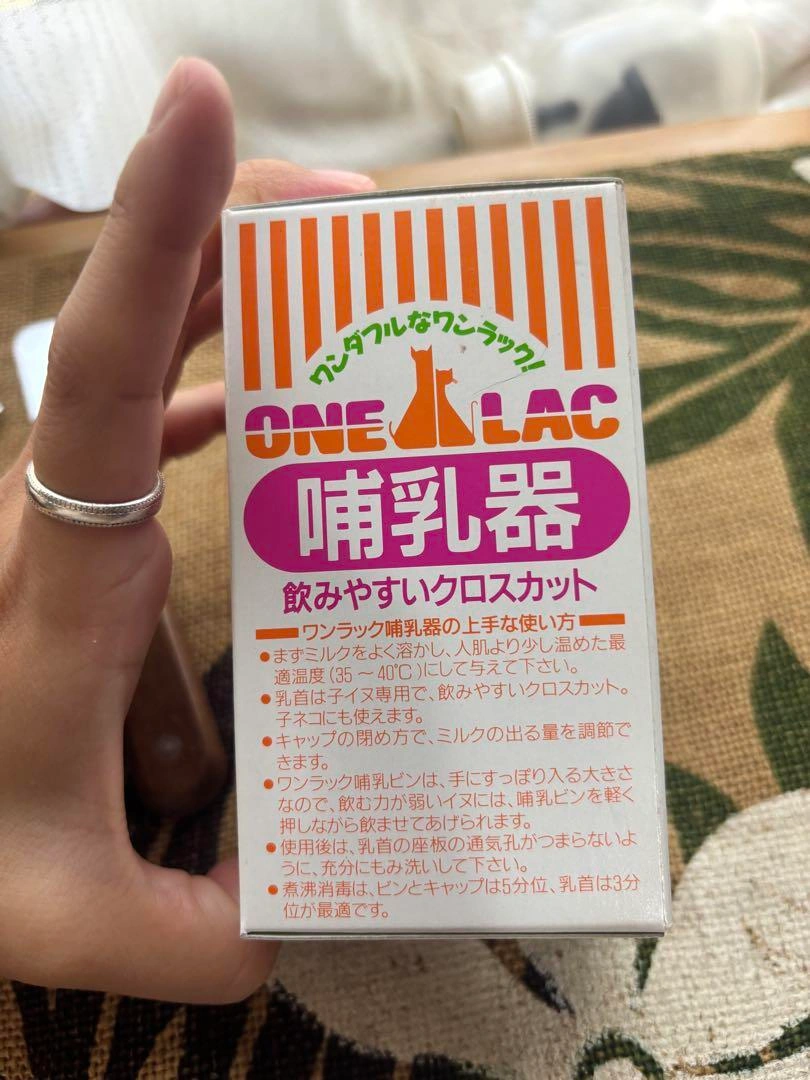 ワンダフルなワンラック!
ONE LAC
哺乳器
飲みやすいクロスカット
ワンラック哺乳器の上手な使い方
●まずミルクをよく溶かし、人肌より少し温めた最
適温度(35～40℃)にして与えて下さい。
●乳首は子イヌ専用で、飲みやすいクロスカット。
子ネコにも使えます。
●キャップの閉め方で、ミルクの出る量を調節で
きます。
●ワンラック哺乳ビンは、手にすっぽり入る大きさ
なので、飲む力が弱いイヌには、哺乳ビンを軽く
押しながら飲ませてあげられます。
●使用後は、乳首の座板の通気孔がつまらないよ
うに、充分にもみ洗いして下さい。
●煮沸消毒は、ビンとキャップは5分位、乳首は3分
位が最適です。